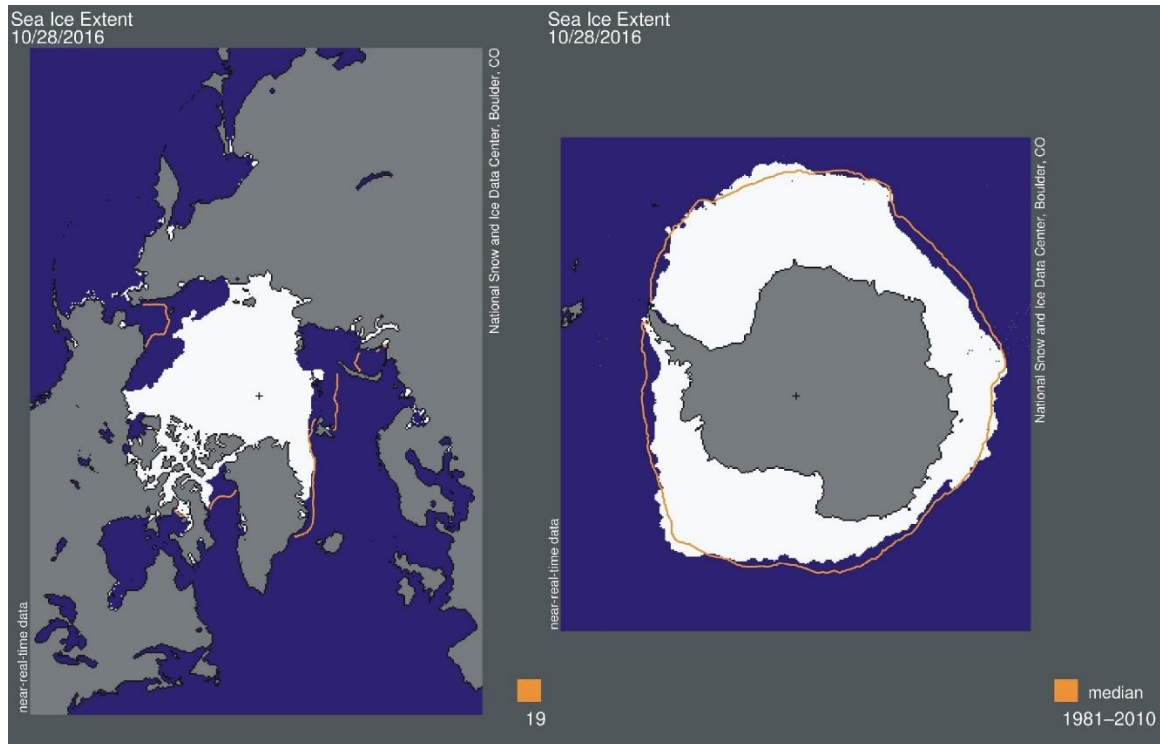 Sea Ice Extent
10/28/2016
National Snow and Ice Data Center, Boulder, CO
near-real-time data
19
Sea Ice Extent
10/28/2016
National Snow and Ice Data Center, Boulder, CO
near-real-time data
median
1981–2010